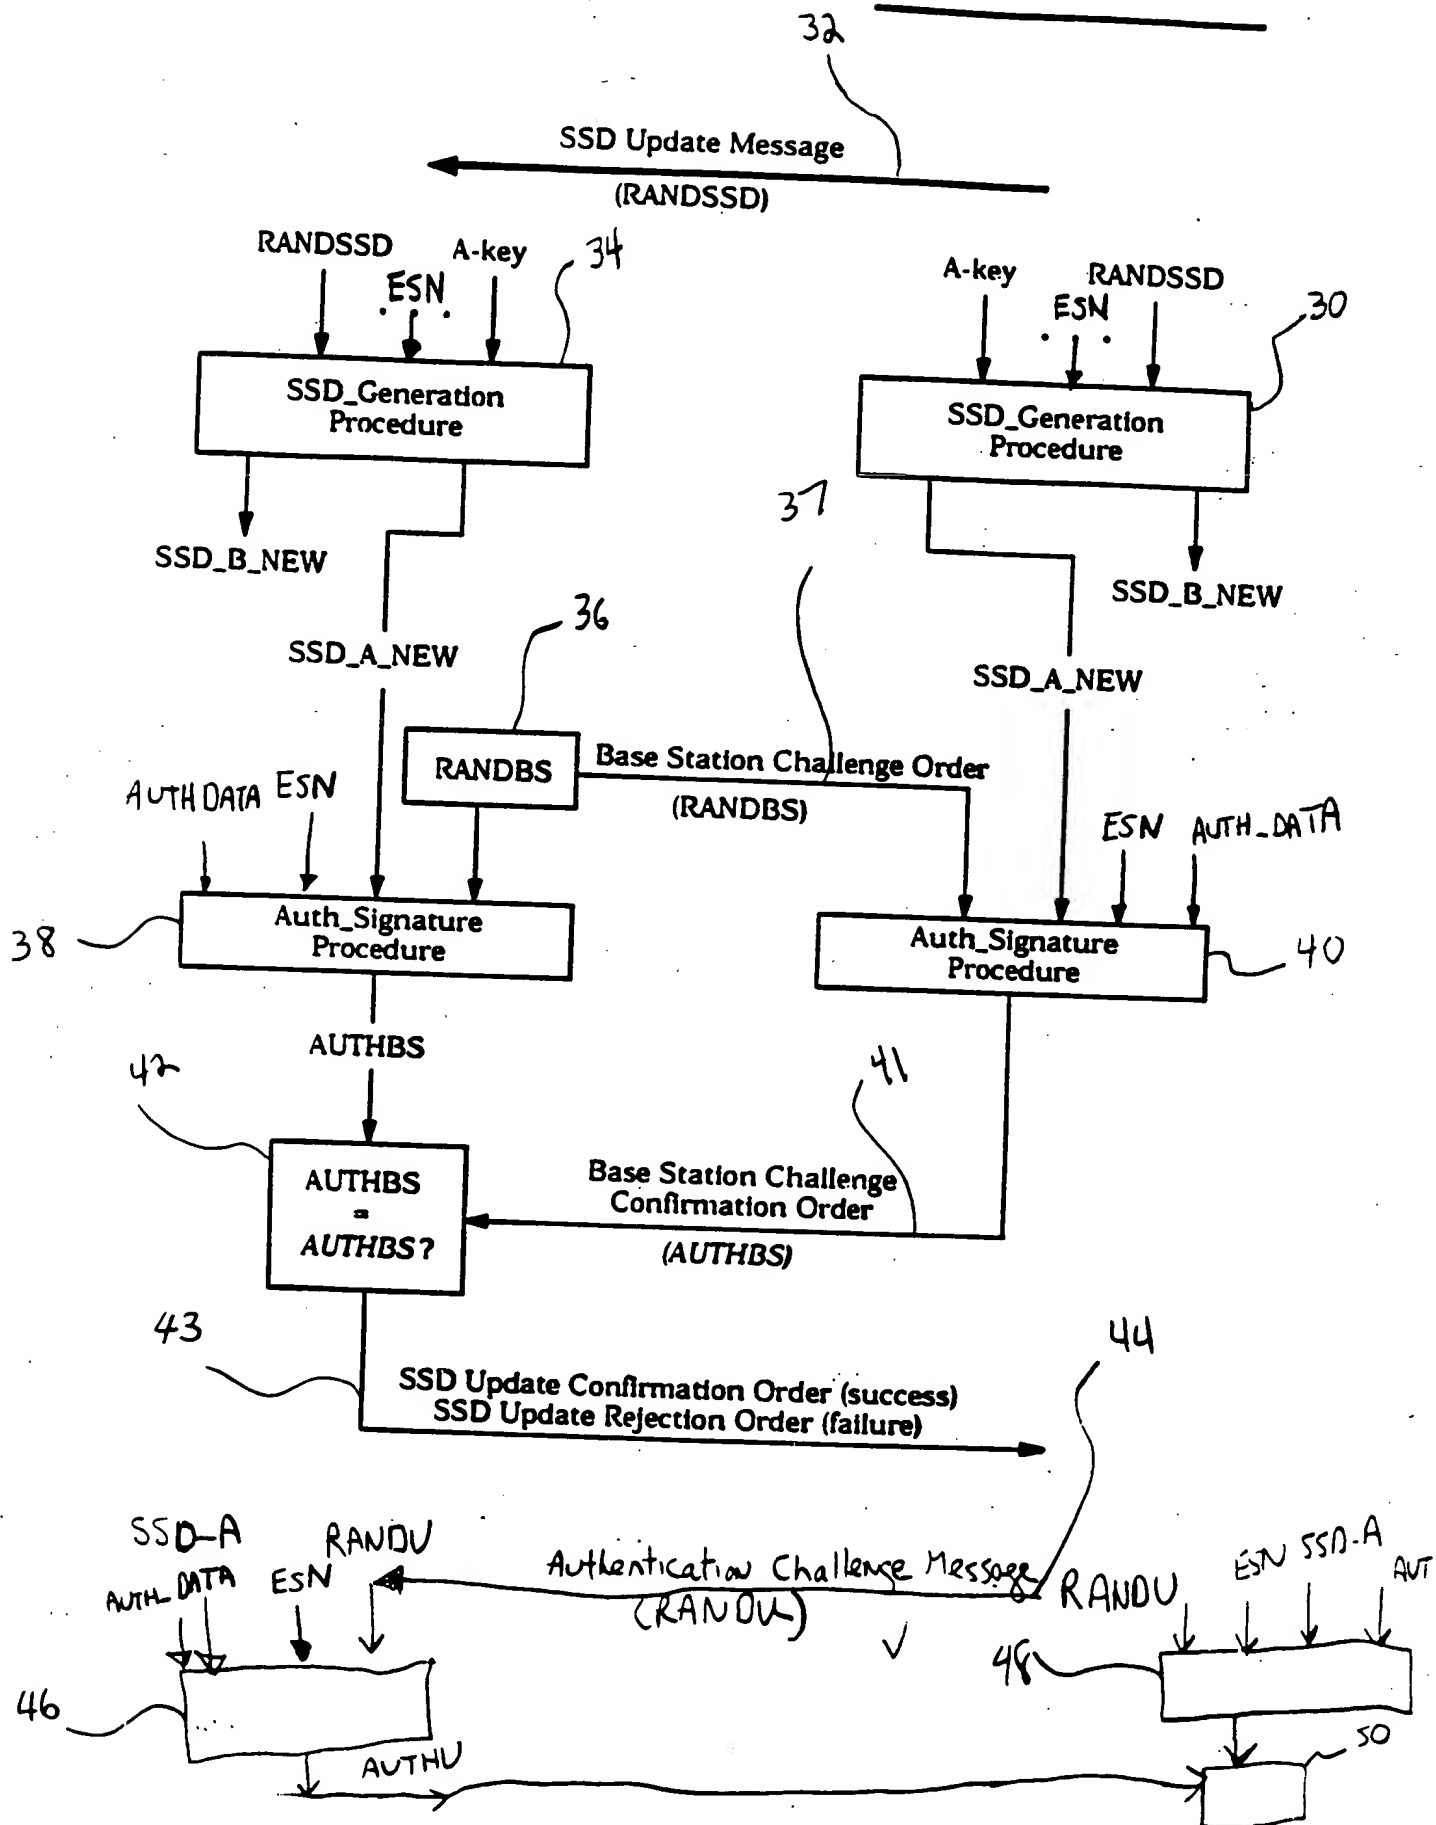 32
SSD Update Message
(RANDSSD)
RANDSSD
A-key
34
ESN
A-key
RANDSSD
ESN
30
SSD_Generation
Procedure
SSD_Generation
Procedure
37
SSD_B_NEW
SSD_B_NEW
36
SSD_A_NEW
SSD_A_NEW
RANDBS
Base Station Challenge Order
(RANDBS)
AUTH DATA
ESN
ESN
AUTH_DATA
38
Auth_Signature
Procedure
Auth_Signature
Procedure
40
AUTHBS
42
41
AUTHBS
=
AUTHBS?
Base Station Challenge
Confirmation Order
(AUTHBS)
43
44
SSD Update Confirmation Order (success)
SSD Update Rejection Order (failure)
SSD-A
RANDU
AUTH_DATA
ESN
Authentication Challenge Message
(RANDU)
RANDU
ESN
SSD-A
AUT
46
48
AUTHU
50